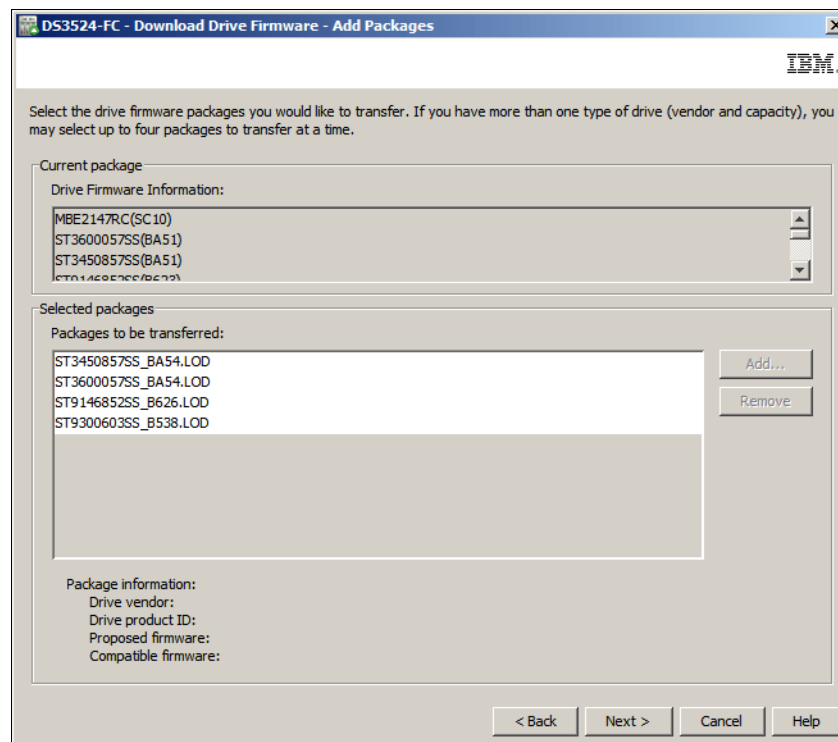 DS3524-FC - Download Drive Firmware - Add Packages
IBM.
Select the drive firmware packages you would like to transfer. If you have more than one type of drive (vendor and capacity), you
may select up to four packages to transfer at a time.
Current package
Drive Firmware Information:
MBE2147RC(SC10)
ST3600057SS(BA51)
ST3450857SS(BA51)
ST9146852SS(B623)
Selected packages
Packages to be transferred:
ST3450857SS_BA54.LOD
ST3600057SS_BA54.LOD
ST9146852SS_B626.LOD
ST9300603SS_B538.LOD
Add...
Remove
Package information:
Drive vendor:
Drive product ID:
Proposed firmware:
Compatible firmware:
< Back
Next >
Cancel
Help